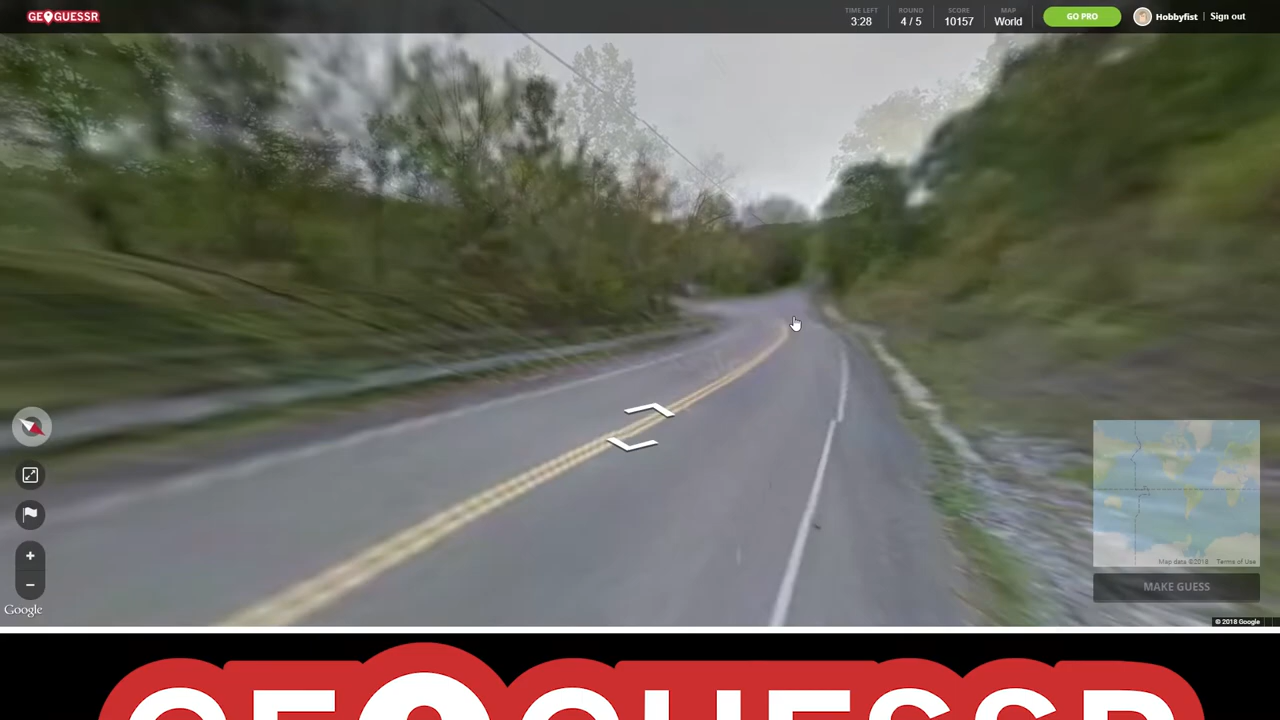 GEOGUESSR
TIME LEFT
3:28
ROUND
4 / 5
SCORE
10157
MAP
World
GO PRO
Hobbyfist
Sign out
Map data ©2018 Terms of Use
MAKE GUESS
Google
© 2018 Google
GEOGUESSR